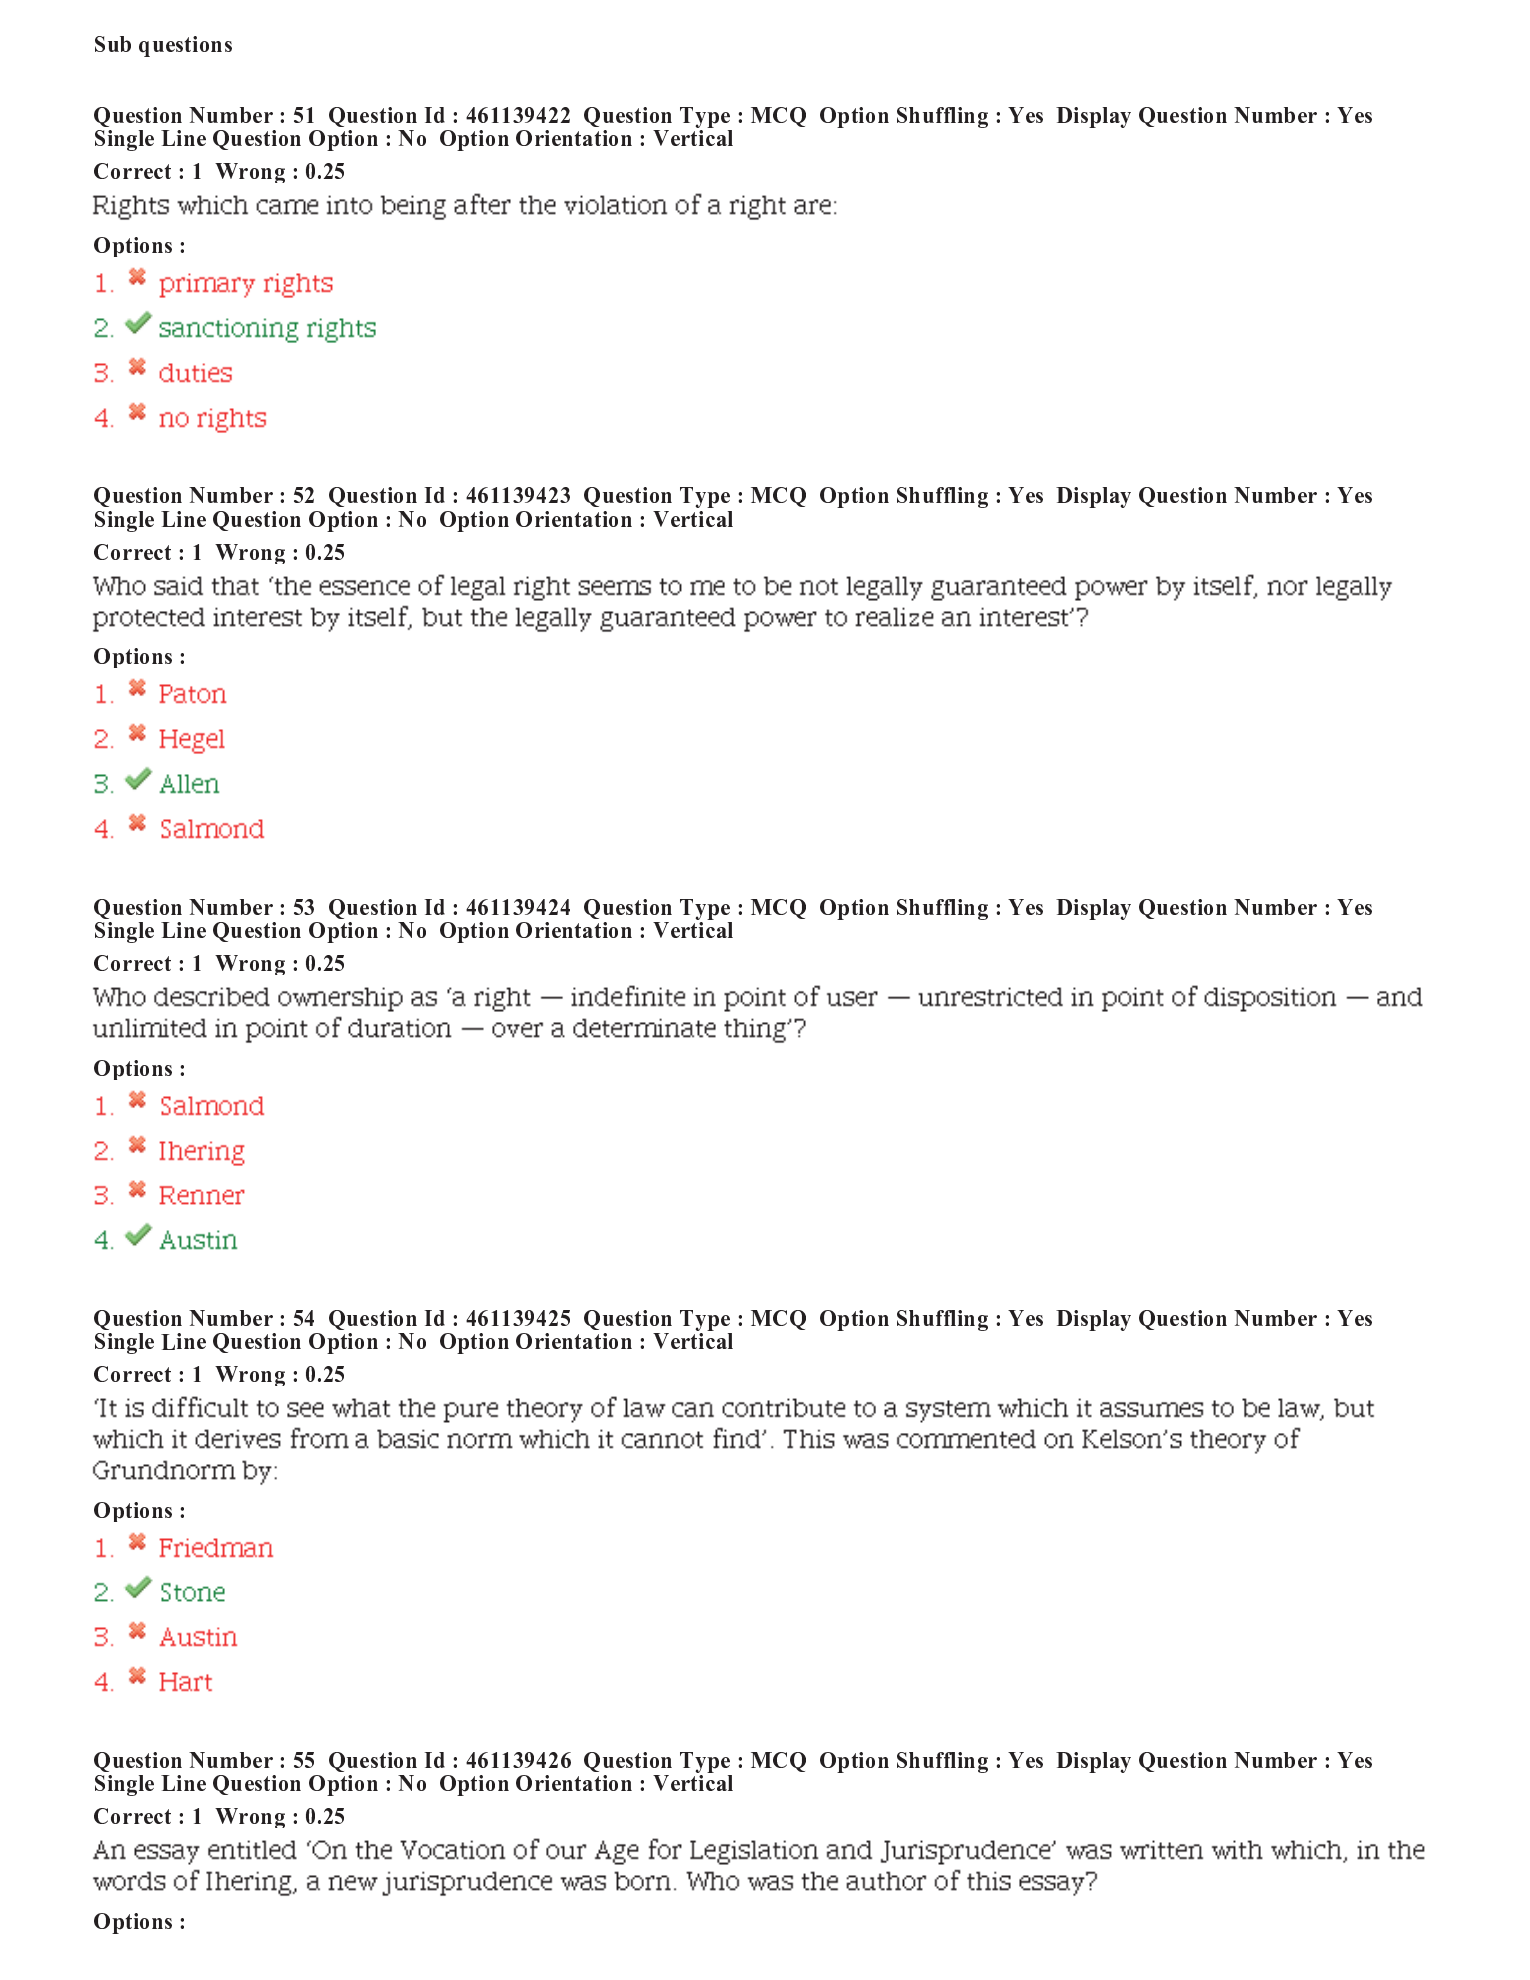 Sub questions
Question Number : 51 Question Id : 461139422 Question Type : MCQ Option Shuffling : Yes Display Question Number : Yes
Single Line Question Option : No Option Orientation : Vertical
Correct : 1 Wrong : 0.25
Rights which came into being after the violation of a right are:
Options :
1. ✖ primary rights
2. ✔ sanctioning rights
3. ✖ duties
4. ✖ no rights
Question Number : 52 Question Id : 461139423 Question Type : MCQ Option Shuffling : Yes Display Question Number : Yes
Single Line Question Option : No Option Orientation : Vertical
Correct : 1 Wrong : 0.25
Who said that ‘the essence of legal right seems to me to be not legally guaranteed power by itself, nor legally
protected interest by itself, but the legally guaranteed power to realize an interest’?
Options :
1. ✖ Paton
2. ✖ Hegel
3. ✔ Allen
4. ✖ Salmond
Question Number : 53 Question Id : 461139424 Question Type : MCQ Option Shuffling : Yes Display Question Number : Yes
Single Line Question Option : No Option Orientation : Vertical
Correct : 1 Wrong : 0.25
Who described ownership as ‘a right — indefinite in point of user — unrestricted in point of disposition — and
unlimited in point of duration — over a determinate thing’?
Options :
1. ✖ Salmond
2. ✖ Ihering
3. ✖ Renner
4. ✔ Austin
Question Number : 54 Question Id : 461139425 Question Type : MCQ Option Shuffling : Yes Display Question Number : Yes
Single Line Question Option : No Option Orientation : Vertical
Correct : 1 Wrong : 0.25
‘It is difficult to see what the pure theory of law can contribute to a system which it assumes to be law, but
which it derives from a basic norm which it cannot find’. This was commented on Kelson’s theory of
Grundnorm by:
Options :
1. ✖ Friedman
2. ✔ Stone
3. ✖ Austin
4. ✖ Hart
Question Number : 55 Question Id : 461139426 Question Type : MCQ Option Shuffling : Yes Display Question Number : Yes
Single Line Question Option : No Option Orientation : Vertical
Correct : 1 Wrong : 0.25
An essay entitled ‘On the Vocation of our Age for Legislation and Jurisprudence’ was written with which, in the
words of Ihering, a new jurisprudence was born. Who was the author of this essay?
Options :